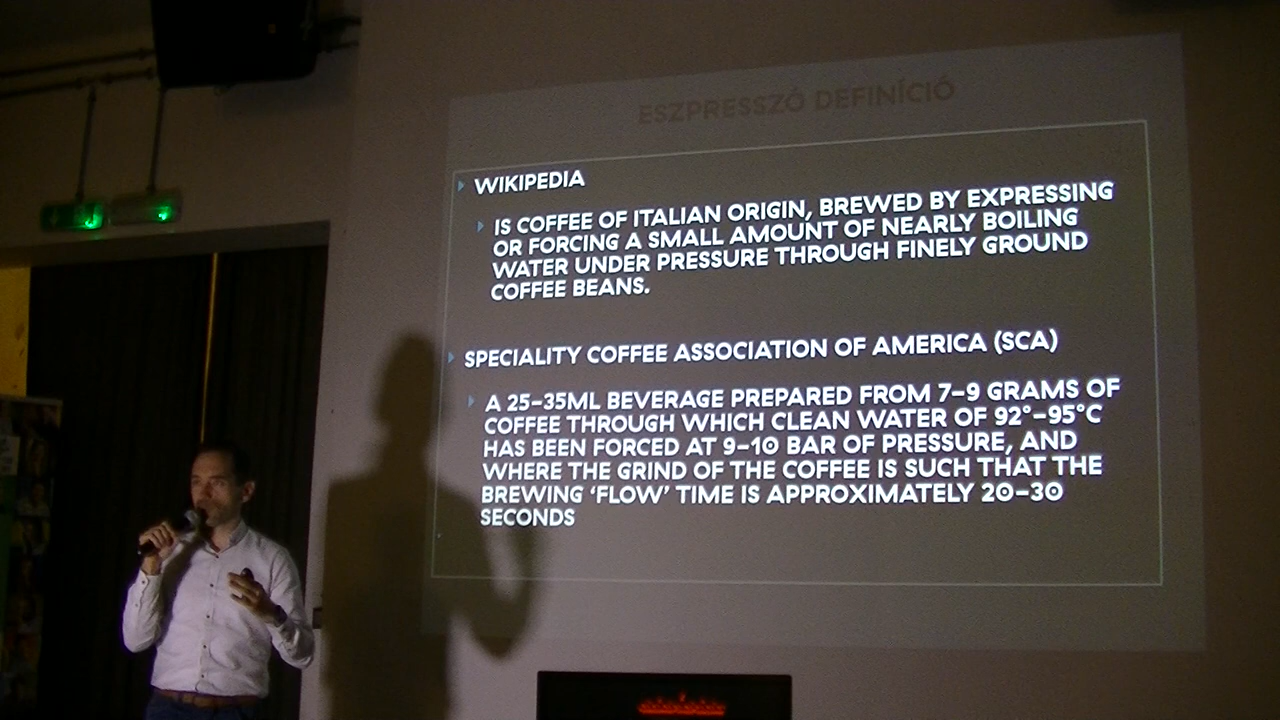 ESZPRESSZÓ DEFINÍCIÓ
WIKIPEDIA
IS COFFEE OF ITALIAN ORIGIN, BREWED BY EXPRESSING
OR FORCING A SMALL AMOUNT OF NEARLY BOILING
WATER UNDER PRESSURE THROUGH FINELY GROUND
COFFEE BEANS.
SPECIALITY COFFEE ASSOCIATION OF AMERICA (SCA)
A 25-35ML BEVERAGE PREPARED FROM 7-9 GRAMS OF
COFFEE THROUGH WHICH CLEAN WATER OF 92°-95°C
HAS BEEN FORCED AT 9-10 BAR OF PRESSURE, AND
WHERE THE GRIND OF THE COFFEE IS SUCH THAT THE
BREWING ‘FLOW’ TIME IS APPROXIMATELY 20-30
SECONDS